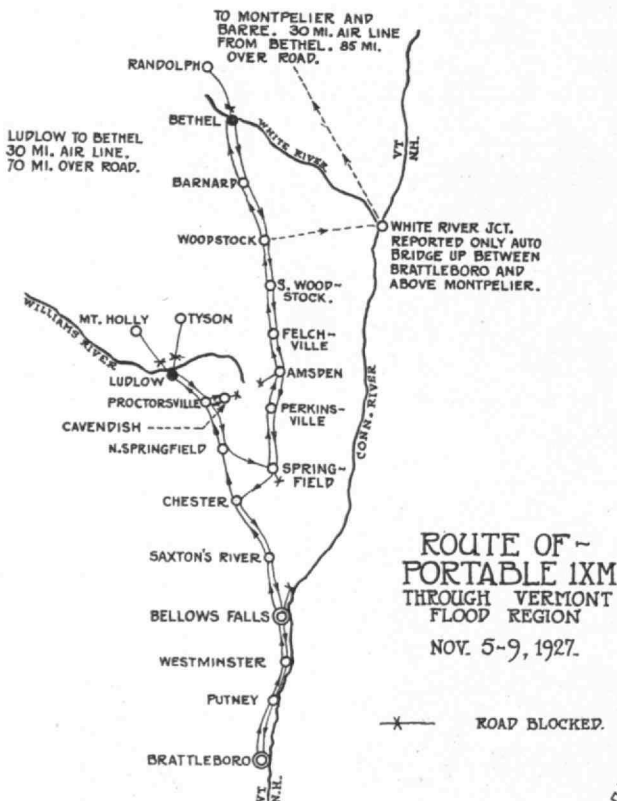 TO MONTPELIER AND
BARRE. 30 MI. AIR LINE
FROM BETHEL. 85 MI.
OVER ROAD.
RANDOLPH
BETHEL
WHITE RIVER
VT
N.H.
LUDLOW TO BETHEL
30 MI. AIR LINE.
70 MI. OVER ROAD.
BARNARD
WOODSTOCK
WHITE RIVER JCT.
REPORTED ONLY AUTO
BRIDGE UP BETWEEN
BRATTLEBORO AND
ABOVE MONTPELIER.
S. WOOD-
STOCK.
WILLIAMS RIVER
MT. HOLLY
TYSON
FELCH-
VILLE
LUDLOW
AMSDEN
PROCTORSVILLE
PERKINS-
VILLE
CAVENDISH
CONN. RIVER
N. SPRINGFIELD
SPRING-
FIELD
CHESTER
SAXTON'S RIVER
ROUTE OF ~
PORTABLE 1XM
THROUGH VERMONT
FLOOD REGION
NOV. 5-9, 1927.
BELLOWS FALLS
WESTMINSTER
PUTNEY
ROAD BLOCKED.
BRATTLEBORO
VT
N.H.